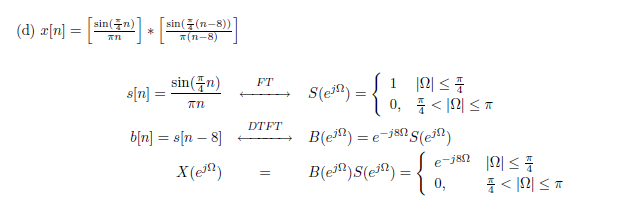 (d) x[n] = [sin(π/4 n)/πn] * [sin(π/4 (n−8))/π(n−8)]
s[n] = sin(π/4 n)/πn ←FT→ S(e^{jΩ}) = { 1 |Ω| ≤ π/4
0, π/4 < |Ω| ≤ π
b[n] = s[n − 8] ←DTFT→ B(e^{jΩ}) = e^{−j8Ω}S(e^{jΩ})
X(e^{jΩ}) = B(e^{jΩ})S(e^{jΩ}) = { e^{−j8Ω} |Ω| ≤ π/4
0, π/4 < |Ω| ≤ π